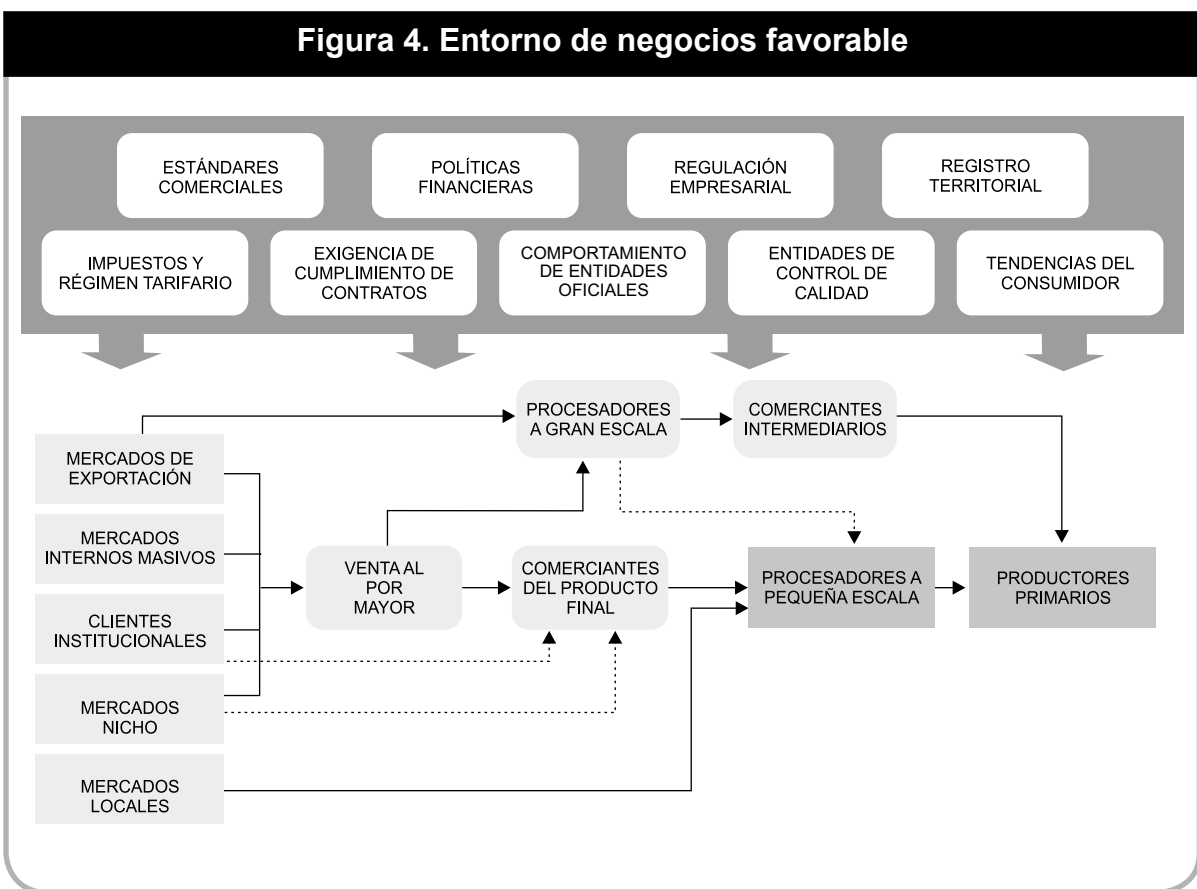 Figura 4. Entorno de negocios favorable
ESTÁNDARES
COMERCIALES
POLÍTICAS
FINANCIERAS
REGULACIÓN
EMPRESARIAL
REGISTRO
TERRITORIAL
IMPUESTOS Y
RÉGIMEN TARIFARIO
EXIGENCIA DE
CUMPLIMIENTO DE
CONTRATOS
COMPORTAMIENTO
DE ENTIDADES
OFICIALES
ENTIDADES DE
CONTROL DE
CALIDAD
TENDENCIAS DEL
CONSUMIDOR
PROCESADORES
A GRAN ESCALA
COMERCIANTES
INTERMEDIARIOS
MERCADOS DE
EXPORTACIÓN
MERCADOS
INTERNOS MASIVOS
CLIENTES
INSTITUCIONALES
MERCADOS
NICHO
MERCADOS
LOCALES
VENTA AL
POR
MAYOR
COMERCIANTES
DEL PRODUCTO
FINAL
PROCESADORES A
PEQUEÑA ESCALA
PRODUCTORES
PRIMARIOS